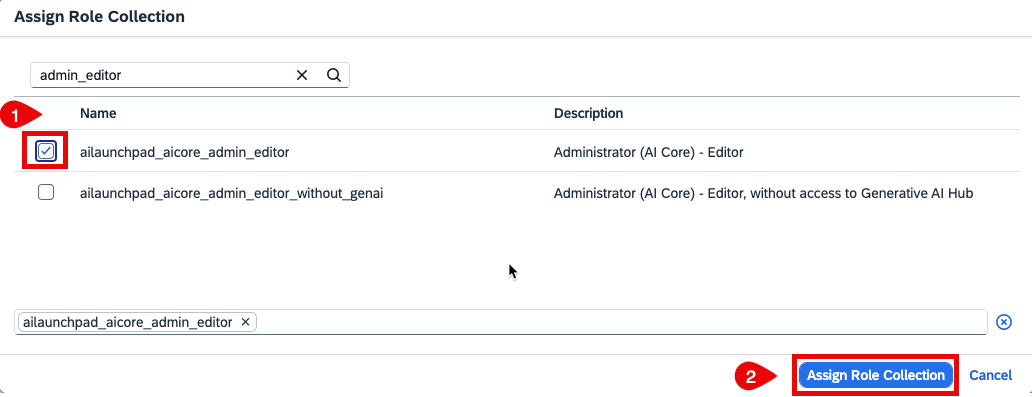 Assign Role Collection
admin_editor
1
Name Description
ailaunchpad_aicore_admin_editor Administrator (AI Core) - Editor
ailaunchpad_aicore_admin_editor_without_genai Administrator (AI Core) - Editor, without access to Generative AI Hub
ailaunchpad_aicore_admin_editor
2 Assign Role Collection Cancel